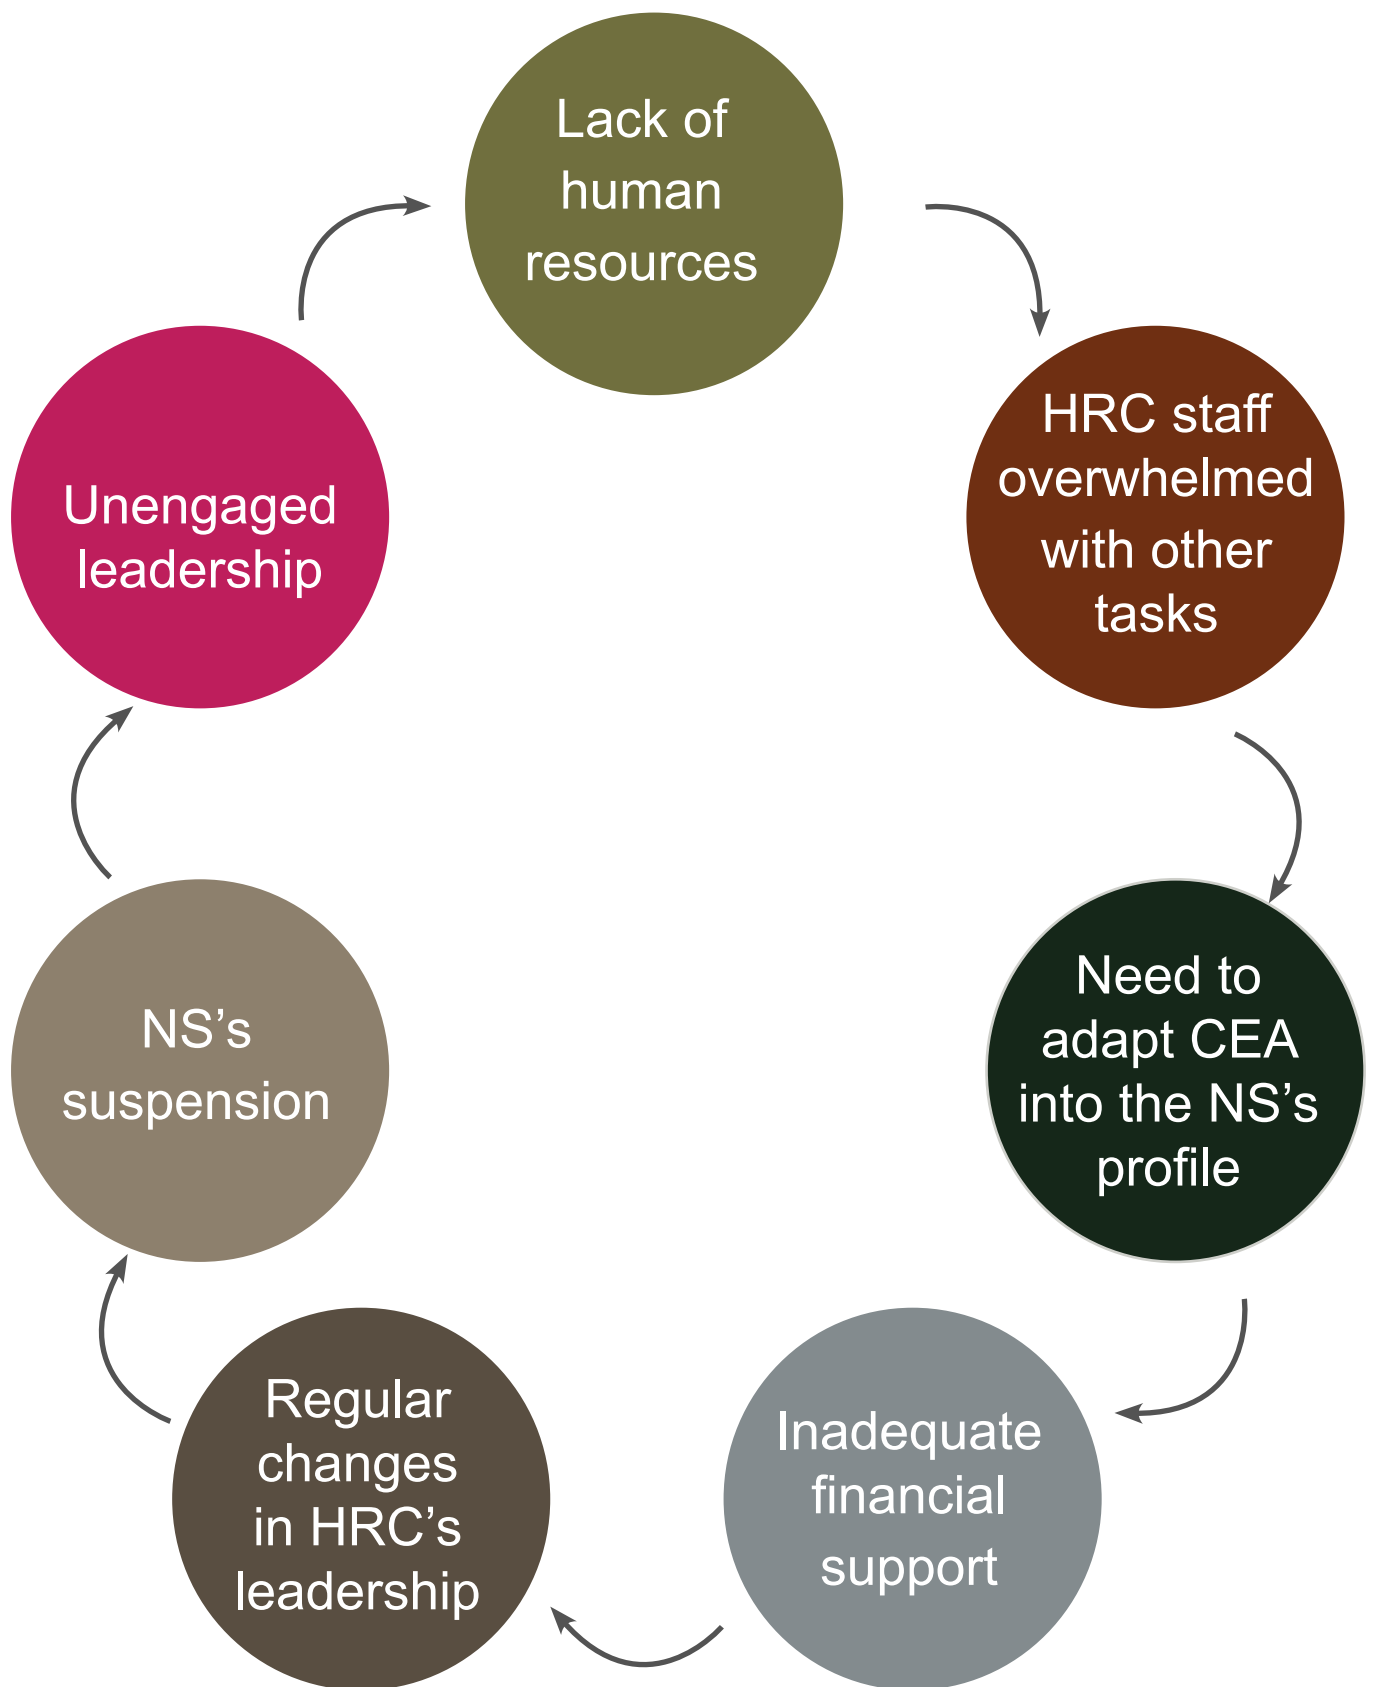 Lack of
human
resources
HRC staff
overwhelmed
with other
tasks
Need to
adapt CEA
into the NS’s
profile
Inadequate
financial
support
Regular
changes
in HRC’s
leadership
NS’s
suspension
Unengaged
leadership